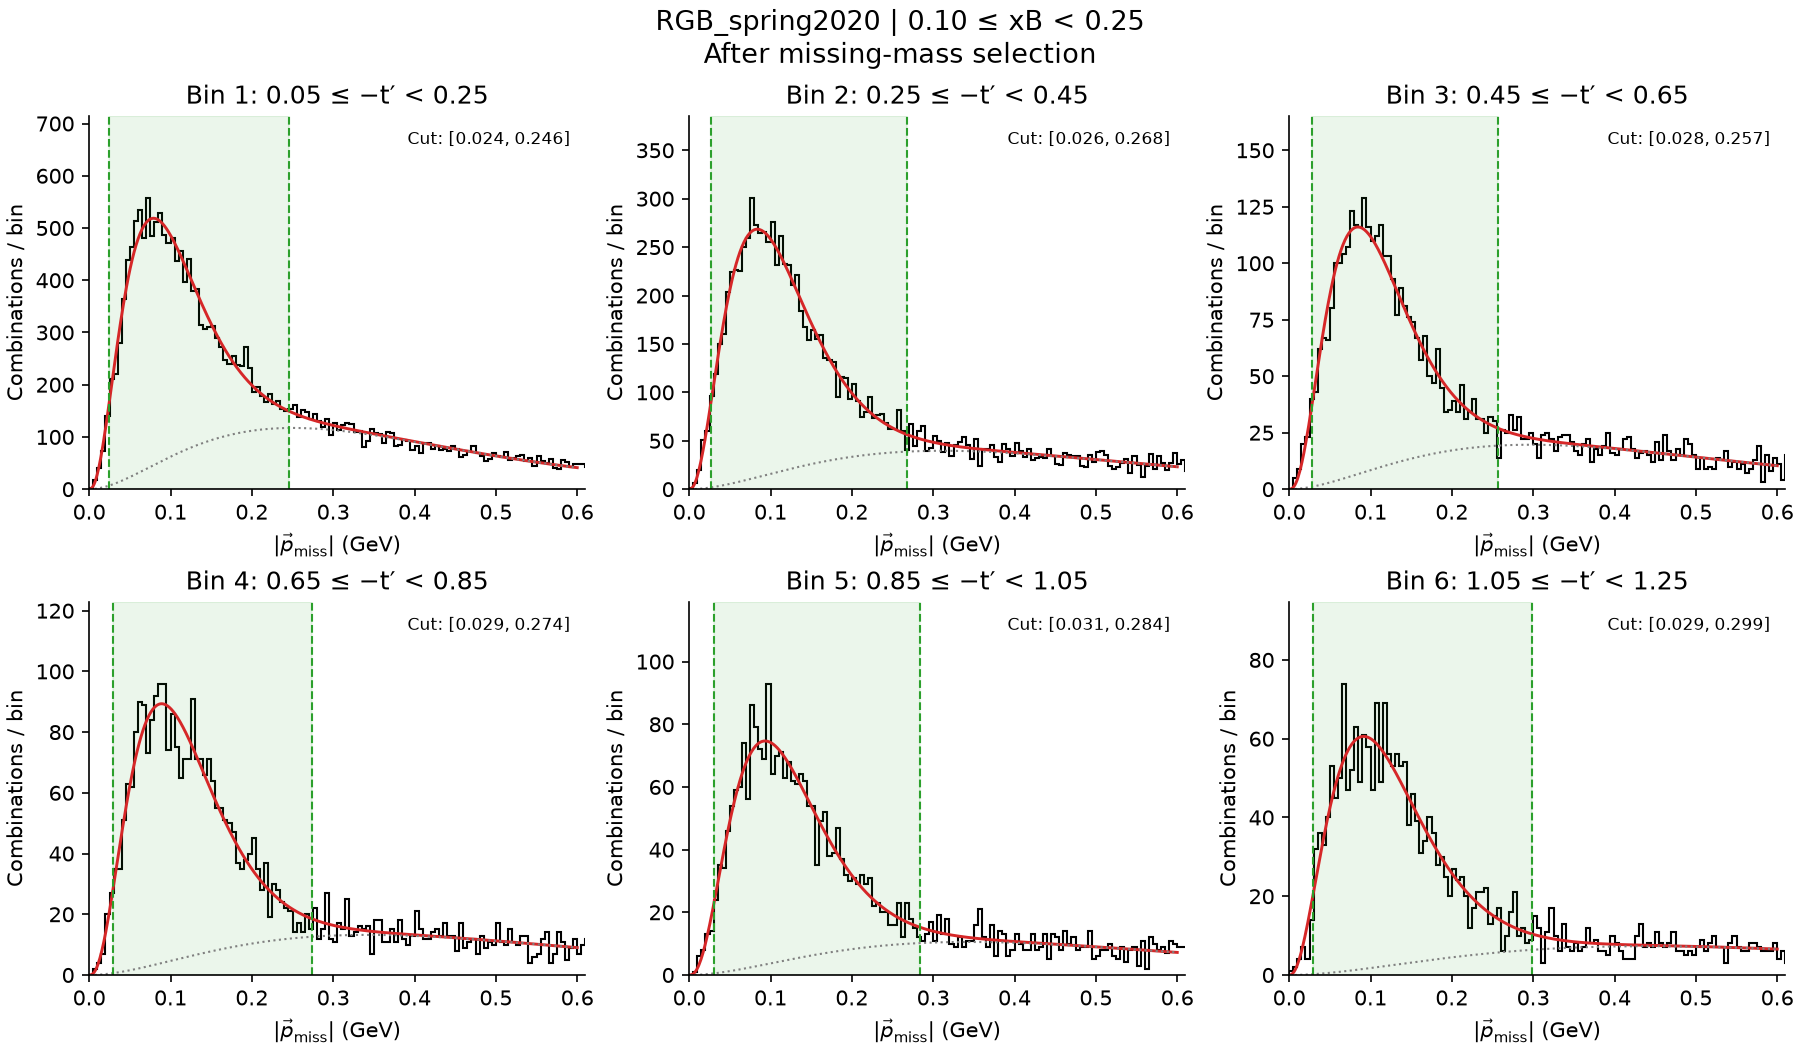 RGB_spring2020 | 0.10 ≤ xB < 0.25
After missing-mass selection
Bin 1: 0.05 ≤ −t′ < 0.25
Cut: [0.024, 0.246]
Combinations / bin
0
100
200
300
400
500
600
700
0.0 0.1 0.2 0.3 0.4 0.5 0.6
|p⃗miss| (GeV)
Bin 2: 0.25 ≤ −t′ < 0.45
Cut: [0.026, 0.268]
Combinations / bin
0
50
100
150
200
250
300
350
0.0 0.1 0.2 0.3 0.4 0.5 0.6
|p⃗miss| (GeV)
Bin 3: 0.45 ≤ −t′ < 0.65
Cut: [0.028, 0.257]
Combinations / bin
0
25
50
75
100
125
150
0.0 0.1 0.2 0.3 0.4 0.5 0.6
|p⃗miss| (GeV)
Bin 4: 0.65 ≤ −t′ < 0.85
Cut: [0.029, 0.274]
Combinations / bin
0
20
40
60
80
100
120
0.0 0.1 0.2 0.3 0.4 0.5 0.6
|p⃗miss| (GeV)
Bin 5: 0.85 ≤ −t′ < 1.05
Cut: [0.031, 0.284]
Combinations / bin
0
20
40
60
80
100
0.0 0.1 0.2 0.3 0.4 0.5 0.6
|p⃗miss| (GeV)
Bin 6: 1.05 ≤ −t′ < 1.25
Cut: [0.029, 0.299]
Combinations / bin
0
20
40
60
80
0.0 0.1 0.2 0.3 0.4 0.5 0.6
|p⃗miss| (GeV)